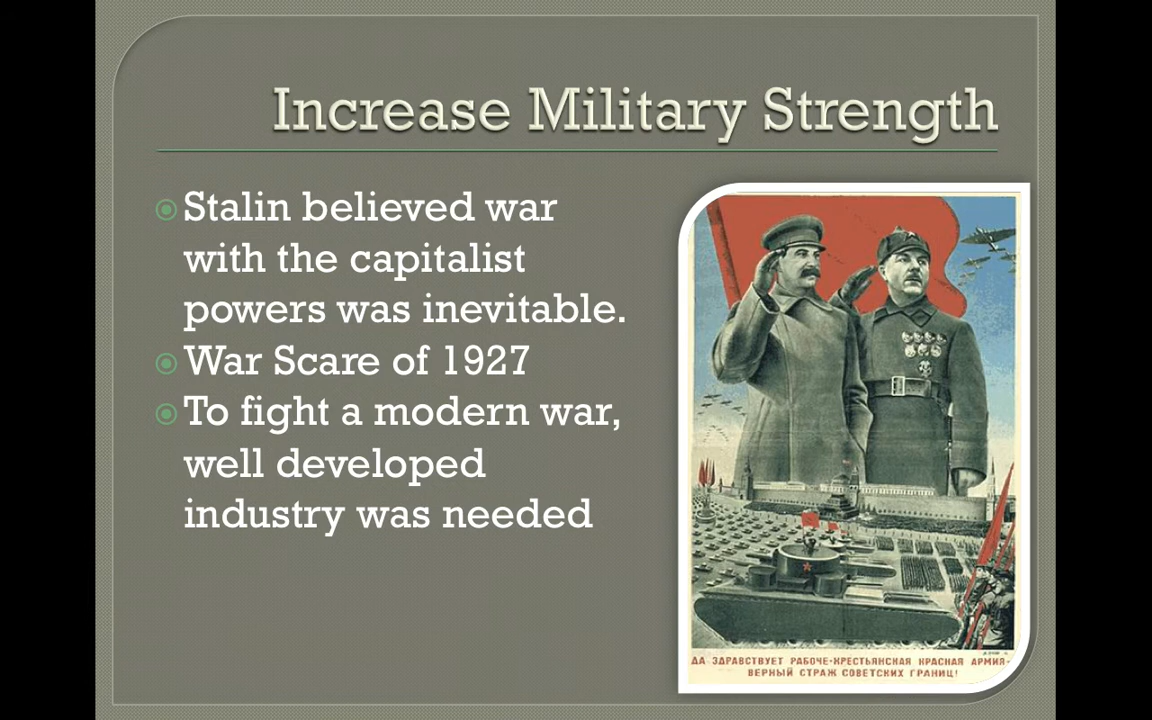 Increase Military Strength
Stalin believed war
with the capitalist
powers was inevitable.
War Scare of 1927
To fight a modern war,
well developed
industry was needed
ДА ЗДРАВСТВУЕТ РАБОЧЕ-КРЕСТЬЯНСКАЯ КРАСНАЯ АРМИЯ-
ВЕРНЫЙ СТРАЖ СОВЕТСКИХ ГРАНИЦ!